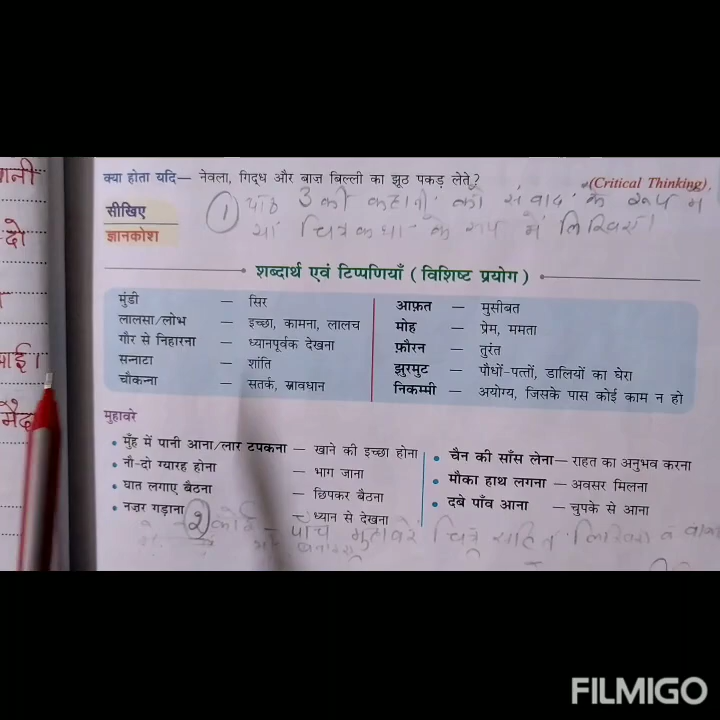 गनी
दो
पाई।
मैद
क्या होता यदि— नेवला, गिद्ध और बाज़ बिल्ली का झूठ पकड़ लेते?
(Critical Thinking)
सीखिए
ज्ञानकोश
① पाठ 3 की कहानी को संवाद के रूप में
या चित्रकथा के रूप में लिखिए।
शब्दार्थ एवं टिप्पणियाँ ( विशिष्ट प्रयोग )
मुंडी — सिर
लालसा/लोभ — इच्छा, कामना, लालच
गौर से निहारना — ध्यानपूर्वक देखना
सन्नाटा — शांति
चौकन्ना — सतर्क, सावधान
आफ़त — मुसीबत
मोह — प्रेम, ममता
फ़ौरन — तुरंत
झुरमुट — पौधों-पत्तों, डालियों का घेरा
निकम्मी — अयोग्य, जिसके पास कोई काम न हो
मुहावरे
• मुँह में पानी आना/लार टपकना — खाने की इच्छा होना
• नौ-दो ग्यारह होना — भाग जाना
• घात लगाए बैठना — छिपकर बैठना
• नज़र गड़ाना — ध्यान से देखना
• चैन की साँस लेना — राहत का अनुभव करना
• मौका हाथ लगना — अवसर मिलना
• दबे पाँव आना — चुपके से आना
② कोई पाँच मुहावरे चित्र सहित लिखिए व
FILMIGO